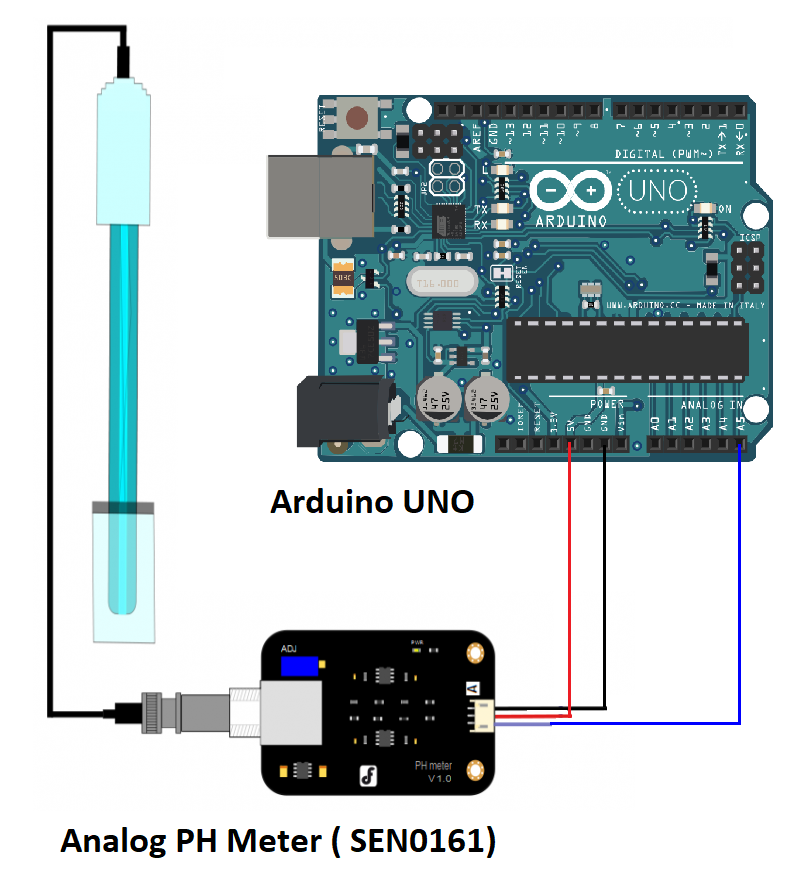 RESET
AREF
GND
~13
12
~11
~10
~9
8
7
~6
~5
4
~3
2
TX→1
RX←0
DIGITAL (PWM~)
JP2
L
TX
RX
UNO
ARDUINO
ON
ICSP
RESET
T16.000
WWW.ARDUINO.CC - MADE IN ITALY
47
25V
47
25V
POWER
ANALOG IN
IOREF
RESET
3.3V
5V
GND
GND
VIN
A0
A1
A2
A3
A4
A5
Arduino UNO
ADJ
PWR
A
PH meter
V 1.0
Analog PH Meter ( SEN0161)